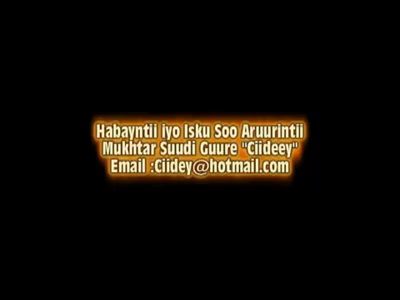 Habayntii iyo Isku Soo Aruurintii
Mukhtar Suudi Guure "Ciideey"
Email :Ciidey@hotmail.com